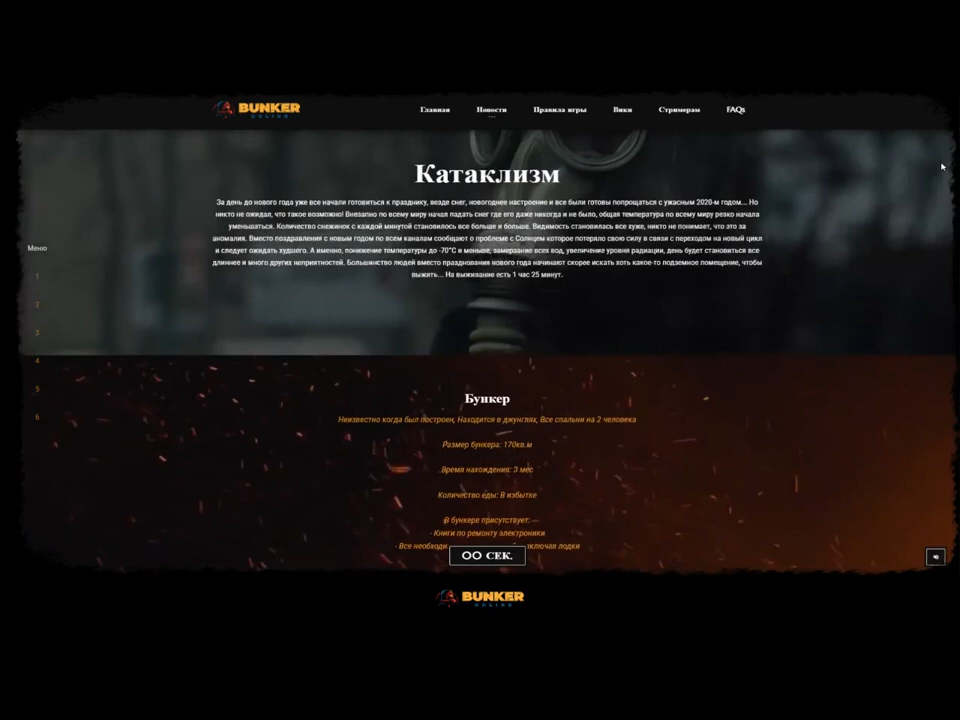 BUNKER
ONLINE
Главная Новости Правила игры Вики Стримерам FAQs
Катаклизм
За день до нового года уже все начали готовиться к празднику, везде снег, новогоднее настроение и все были готовы попрощаться с ужасным 2020-м годом... Но
никто не ожидал, что такое возможно! Внезапно по всему миру начал падать снег где его даже никогда и не было, общая температура по всему миру резко начала
уменьшаться. Количество снежинок с каждой минутой становилось все больше и больше. Видимость становилась все хуже, никто не понимает, что это за
аномалия. Вместо поздравления с новым годом по всем каналам сообщают о проблеме с Солнцем которое потеряло свою силу в связи с переходом на новый цикл
и следует ожидать худшего. А именно, понижение температуры до -70°C и меньше, замерзание всех вод, увеличение уровня радиации, день будет становиться все
длиннее и много других неприятностей. Большинство людей вместо празднования нового года начинают скорее искать хоть какое-то подземное помещение, чтобы
выжить... На выживание есть 1 час 25 минут.
Меню
1
2
3
4
5
6
Бункер
Неизвестно когда был построен, Находится в джунглях, Все спальни на 2 человека
Размер бункера: 170кв.м
Время нахождения: 3 мес
Количество еды: В избытке
В бункере присутствует:
- Книги по ремонту электроники
- Все необходи включая лодки
00 СЕК.
BUNKER
ONLINE